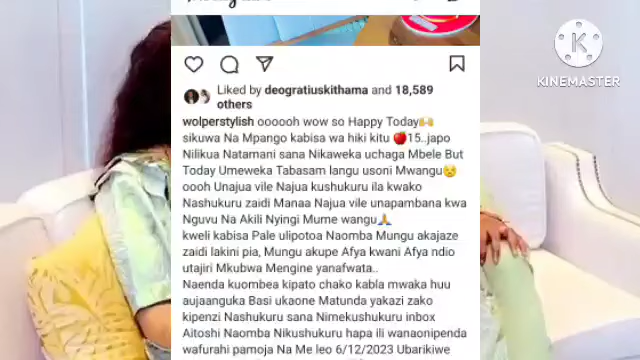 KINEMASTER
Liked by deogratiuskithama and 18,589
others
wolperstylish oooooh wow so Happy Today🙌
sikuwa Na Mpango kabisa wa hiki kitu 🍎15..japo
Nilikua Natamani sana Nikaweka uchaga Mbele But
Today Umeweka Tabasam langu usoni Mwangu😢
oooh Unajua vile Najua kushukuru ila kwako
Nashukuru zaidi Manaa Najua vile unapambana kwa
Nguvu Na Akili Nyingi Mume wangu🙏
kweli kabisa Pale ulipotoa Naomba Mungu akajaze
zaidi lakini pia, Mungu akupe Afya kwani Afya ndio
utajiri Mkubwa Mengine yanafwata..
Naenda kuombea kipato chako kabla mwaka huu
aujaanguka Basi ukaone Matunda yakazi zako
kipenzi Nashukuru sana Nimekushukuru inbox
Aitoshi Naomba Nikushukuru hapa ili wanaonipenda
wafurahi pamoja Na Me leo 6/12/2023 Ubarikiwe